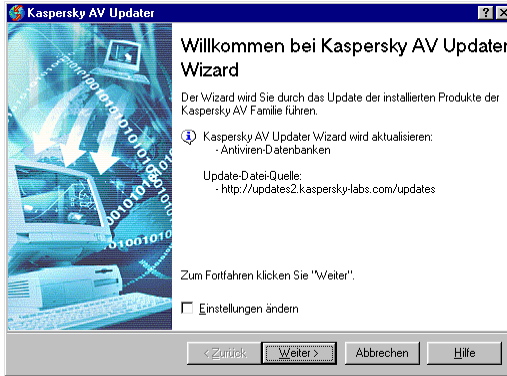 Kaspersky AV Updater
Willkommen bei Kaspersky AV Updater
Wizard
Der Wizard wird Sie durch das Update der installierten Produkte der
Kaspersky AV Familie führen.
Kaspersky AV Updater Wizard wird aktualisieren:
- Antiviren-Datenbanken
Update-Datei-Quelle:
- http://updates2.kaspersky-labs.com/updates
Zum Fortfahren klicken Sie "Weiter".
Einstellungen ändern
< Zurück Weiter > Abbrechen Hilfe